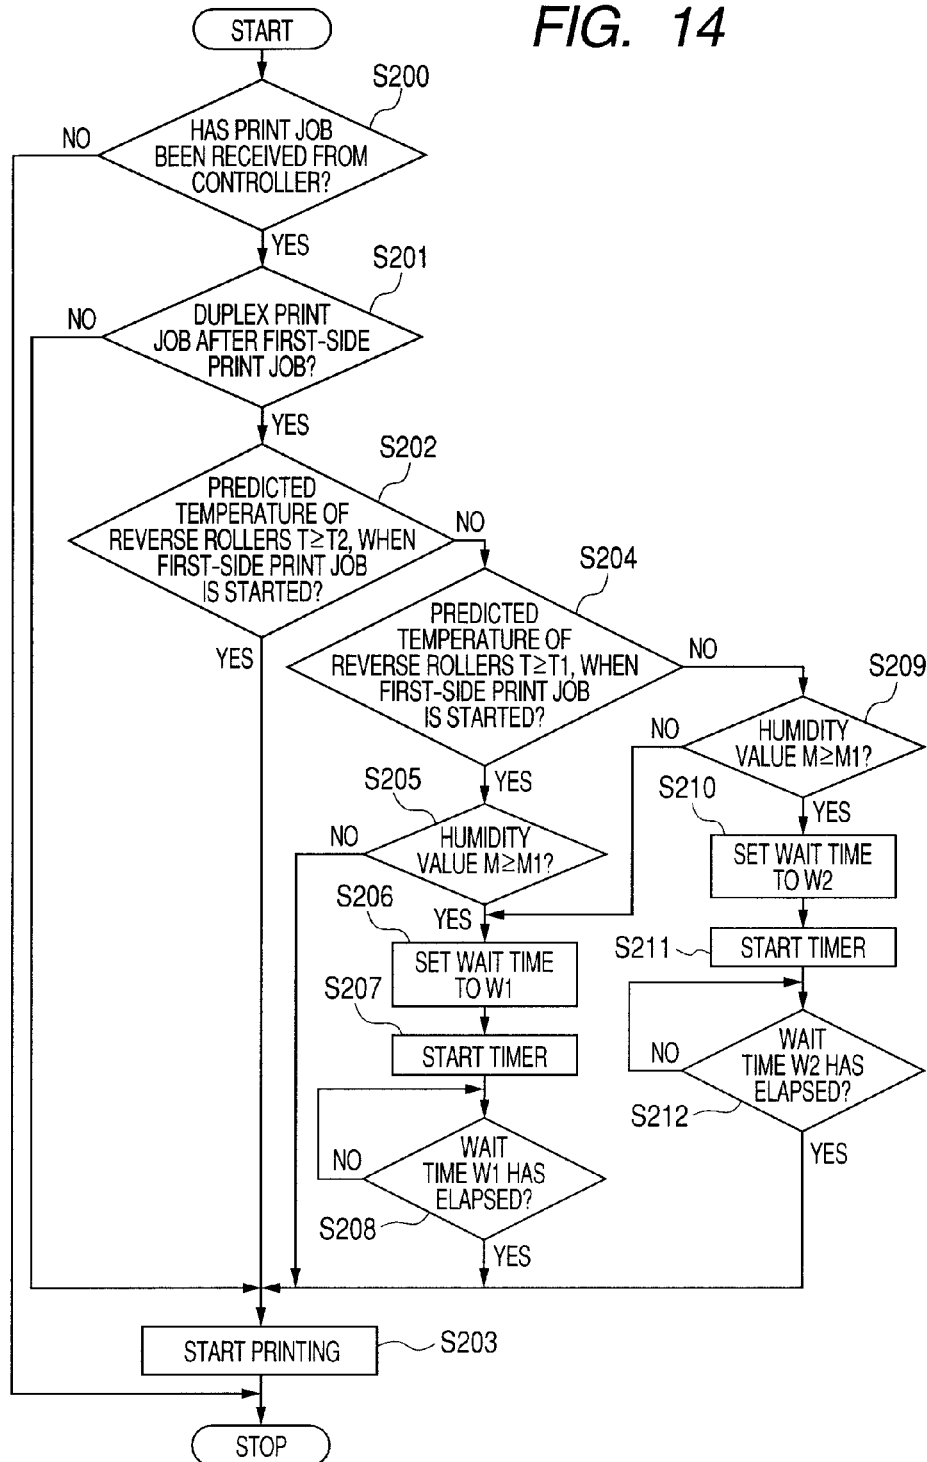 FIG. 14
START
S200
HAS PRINT JOB
BEEN RECEIVED FROM
CONTROLLER?
NO
YES
S201
DUPLEX PRINT
JOB AFTER FIRST-SIDE
PRINT JOB?
NO
YES
S202
PREDICTED
TEMPERATURE OF
REVERSE ROLLERS T≧T2, WHEN
FIRST-SIDE PRINT JOB
IS STARTED?
NO
YES
S204
PREDICTED
TEMPERATURE OF
REVERSE ROLLERS T≧T1, WHEN
FIRST-SIDE PRINT JOB
IS STARTED?
NO
YES
S209
HUMIDITY
VALUE M≧M1?
NO
YES
S205
HUMIDITY
VALUE M≧M1?
NO
YES
S210
SET WAIT TIME
TO W2
S206
SET WAIT TIME
TO W1
S211
START TIMER
S207
START TIMER
WAIT
TIME W2 HAS
ELAPSED?
NO
S212
YES
WAIT
TIME W1 HAS
ELAPSED?
NO
S208
YES
START PRINTING
S203
STOP